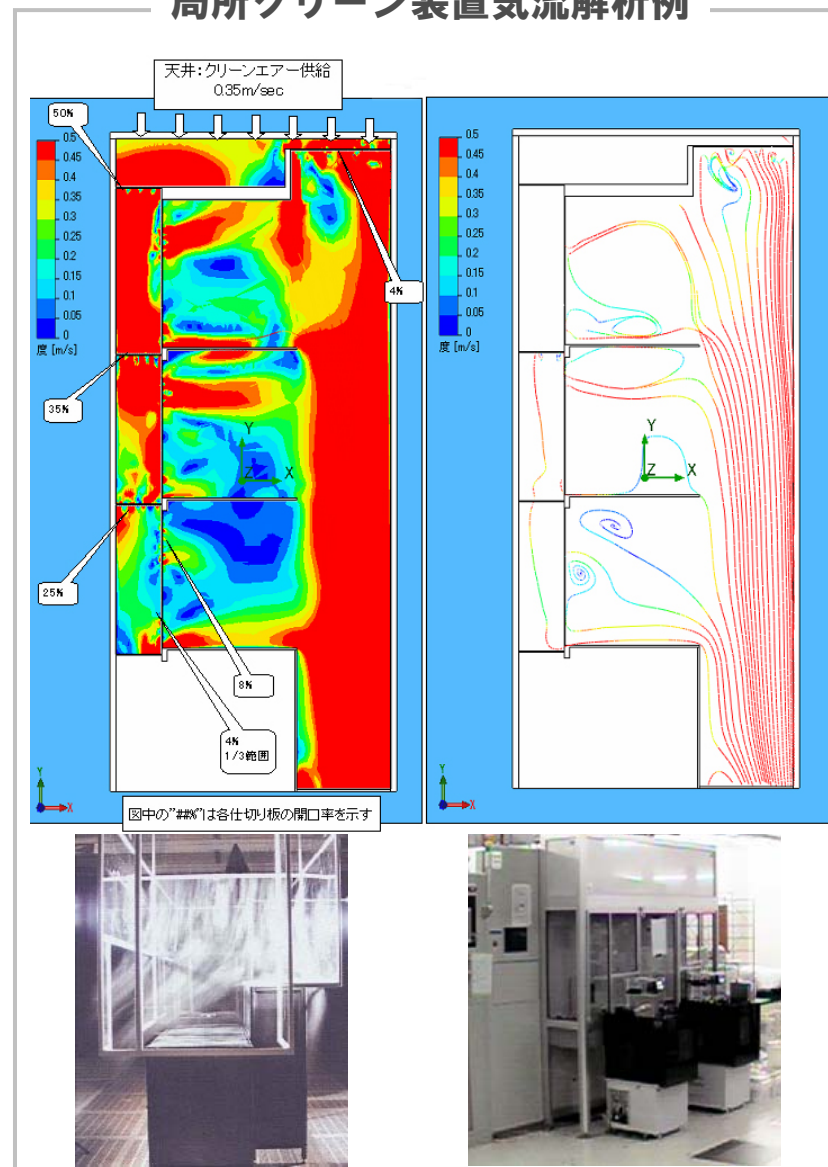 局所クリーン装置気流解析例
天井：クリーンエアー供給
0.35m/sec
50%
0.5
0.45
0.4
0.35
0.3
0.25
0.2
0.15
0.1
0.05
0
度 [m/s]
4%
35%
Y
Z
X
25%
8%
4%
1/3範囲
Y
X
図中の"##%"は各仕切り板の開口率を示す
0.5
0.45
0.4
0.35
0.3
0.25
0.2
0.15
0.1
0.05
0
度 [m/s]
Y
Z
X
Y
X